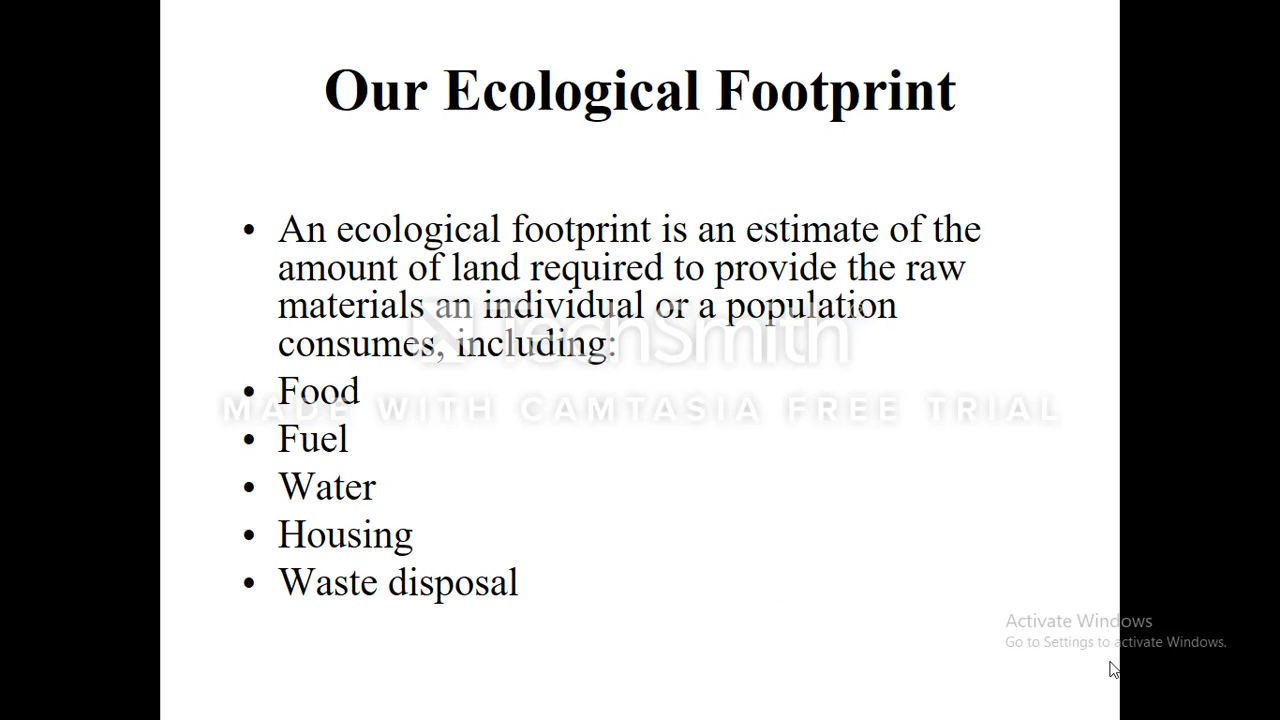 Our Ecological Footprint
• An ecological footprint is an estimate of the
amount of land required to provide the raw
materials an individual or a population
consumes, including:
TechSmith
• Food
MADE WITH CAMTASIA FREE TRIAL
• Fuel
• Water
• Housing
• Waste disposal
Activate Windows
Go to Settings to activate Windows.